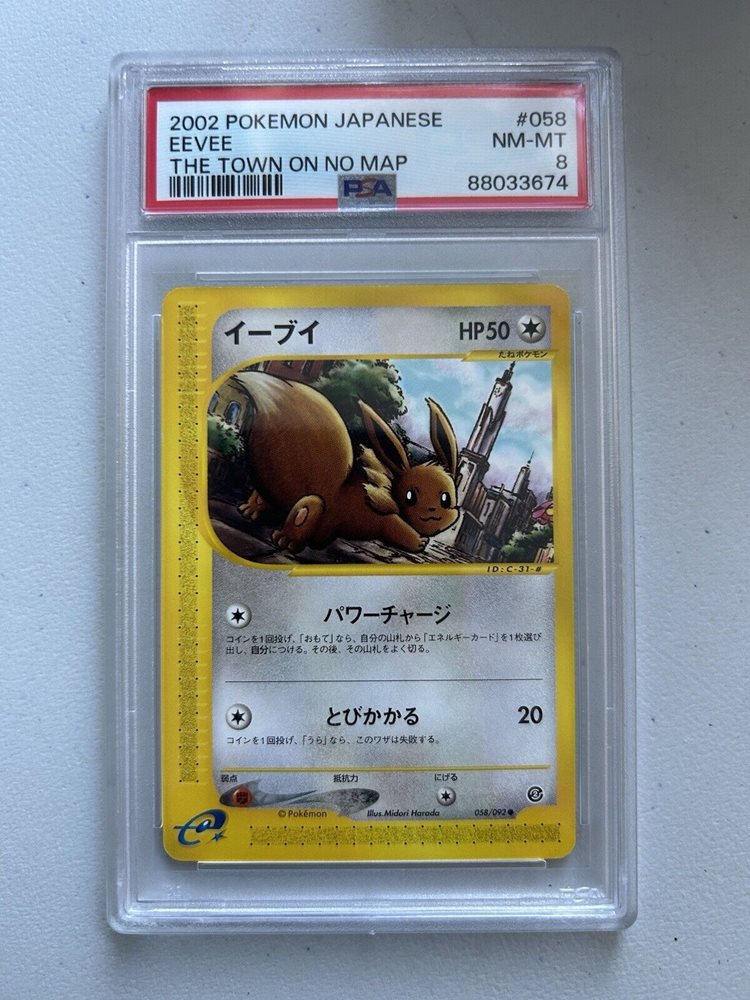 2002 POKEMON JAPANESE #058
EEVEE NM-MT
THE TOWN ON NO MAP 8
PSA 88033674
イーブイ HP50
たねポケモン
ID:C-31-#
パワーチャージ
コインを1回投げ、「おもて」なら、自分の山札から「エネルギーカード」を1枚選び
出し、自分につける。その後、その山札をよく切る。
とびかかる 20
コインを1回投げ、「うら」なら、このワザは失敗する。
弱点 抵抗力 にげる
© Pokémon Illus. Midori Harada 058/092
e